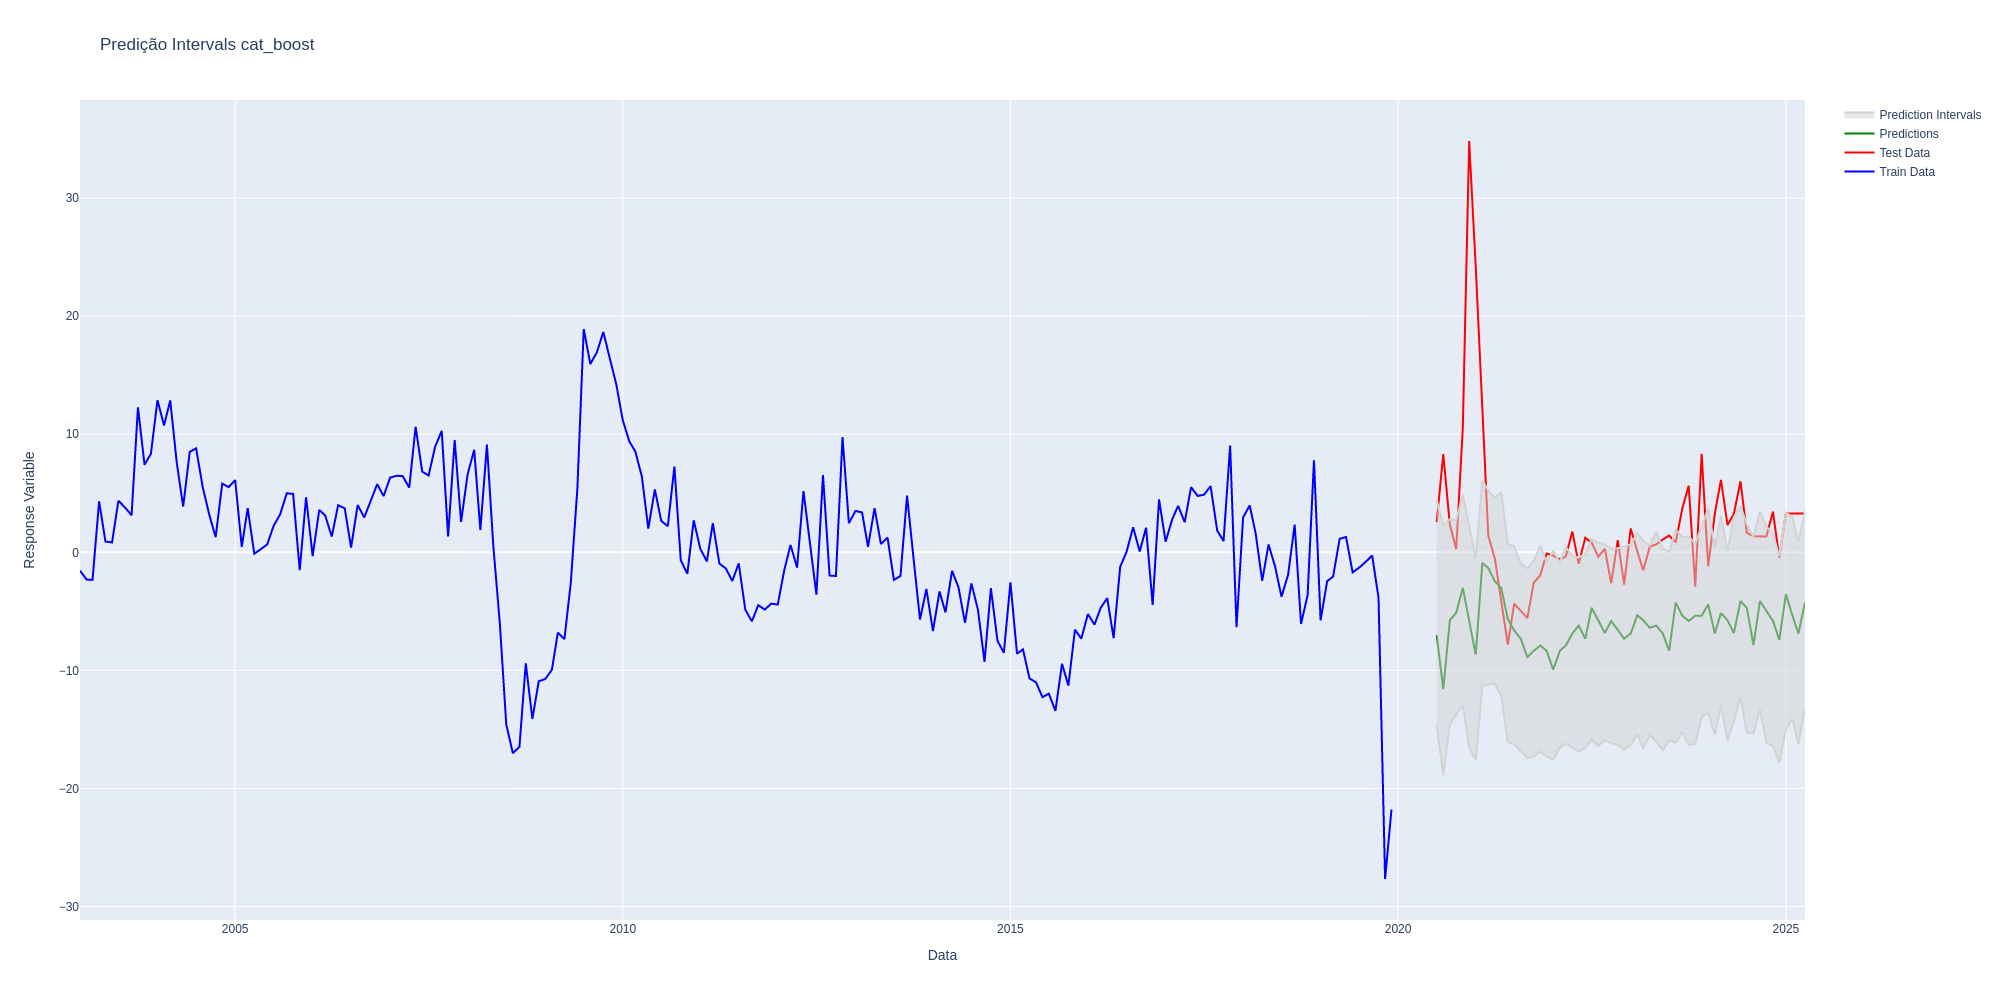 Predição Intervals cat_boost
Prediction Intervals
Predictions
Test Data
Train Data
Response Variable
30
20
10
0
−10
−20
−30
2005
2010
2015
2020
2025
Data